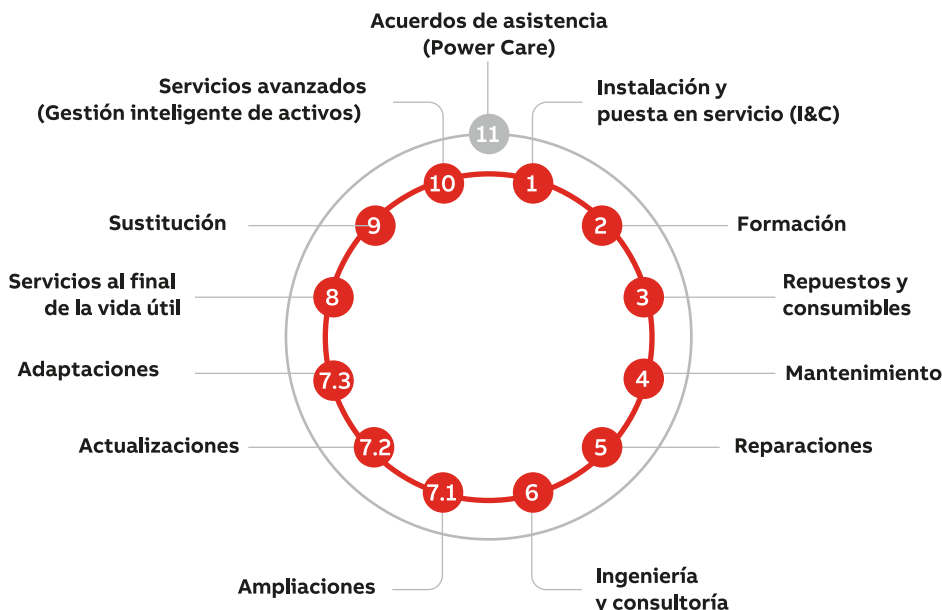 Acuerdos de asistencia
(Power Care)
Servicios avanzados
(Gestión inteligente de activos)
Instalación y
puesta en servicio (I&C)
11
10
1
Sustitución
9
2
Formación
Servicios al final
de la vida útil
8
3
Repuestos y
consumibles
Adaptaciones
7.3
4
Mantenimiento
Actualizaciones
7.2
5
Reparaciones
7.1
6
Ampliaciones
Ingeniería
y consultoría